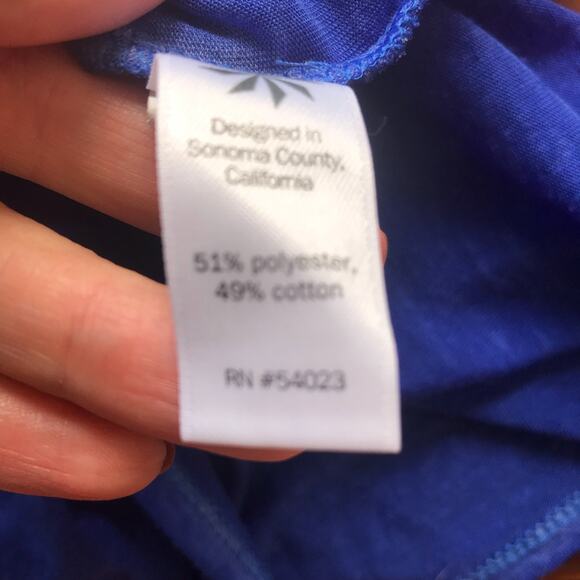 Designed in
Sonoma County,
California
51% polyester,
49% cotton
RN #54023